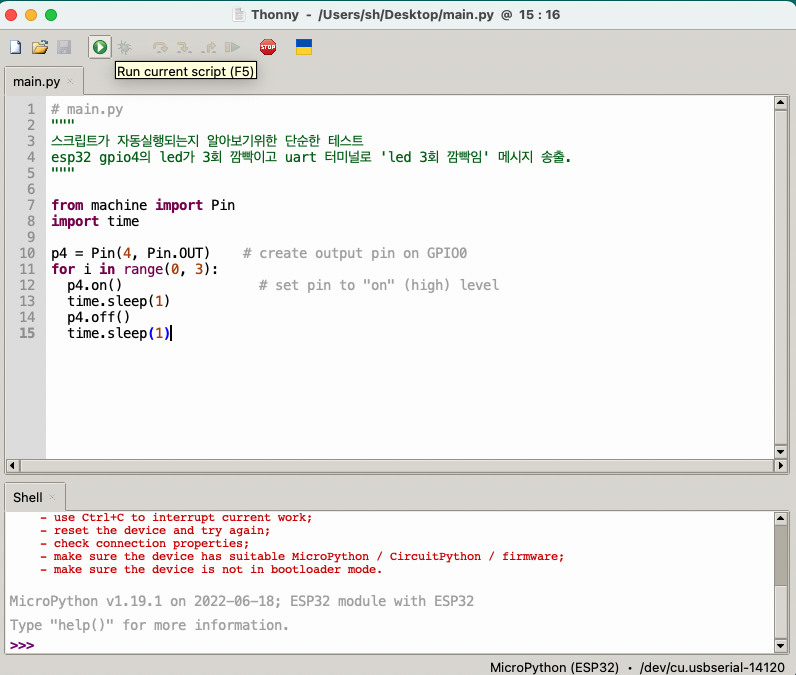 Thonny - /Users/sh/Desktop/main.py @ 15 : 16
STOP
Run current script (F5)
main.py
1 # main.py
2 """
3 스크립트가 자동실행되는지 알아보기위한 단순한 테스트
4 esp32 gpio4의 led가 3회 깜빡이고 uart 터미널로 'led 3회 깜빡임' 메시지 송출.
5 """
6
7 from machine import Pin
8 import time
9
10 p4 = Pin(4, Pin.OUT)    # create output pin on GPIO0
11 for i in range(0, 3):
12   p4.on()                 # set pin to "on" (high) level
13   time.sleep(1)
14   p4.off()
15   time.sleep(1)
Shell
- use Ctrl+C to interrupt current work;
- reset the device and try again;
- check connection properties;
- make sure the device has suitable MicroPython / CircuitPython / firmware;
- make sure the device is not in bootloader mode.
MicroPython v1.19.1 on 2022-06-18; ESP32 module with ESP32
Type "help()" for more information.
>>>
MicroPython (ESP32) • /dev/cu.usbserial-14120